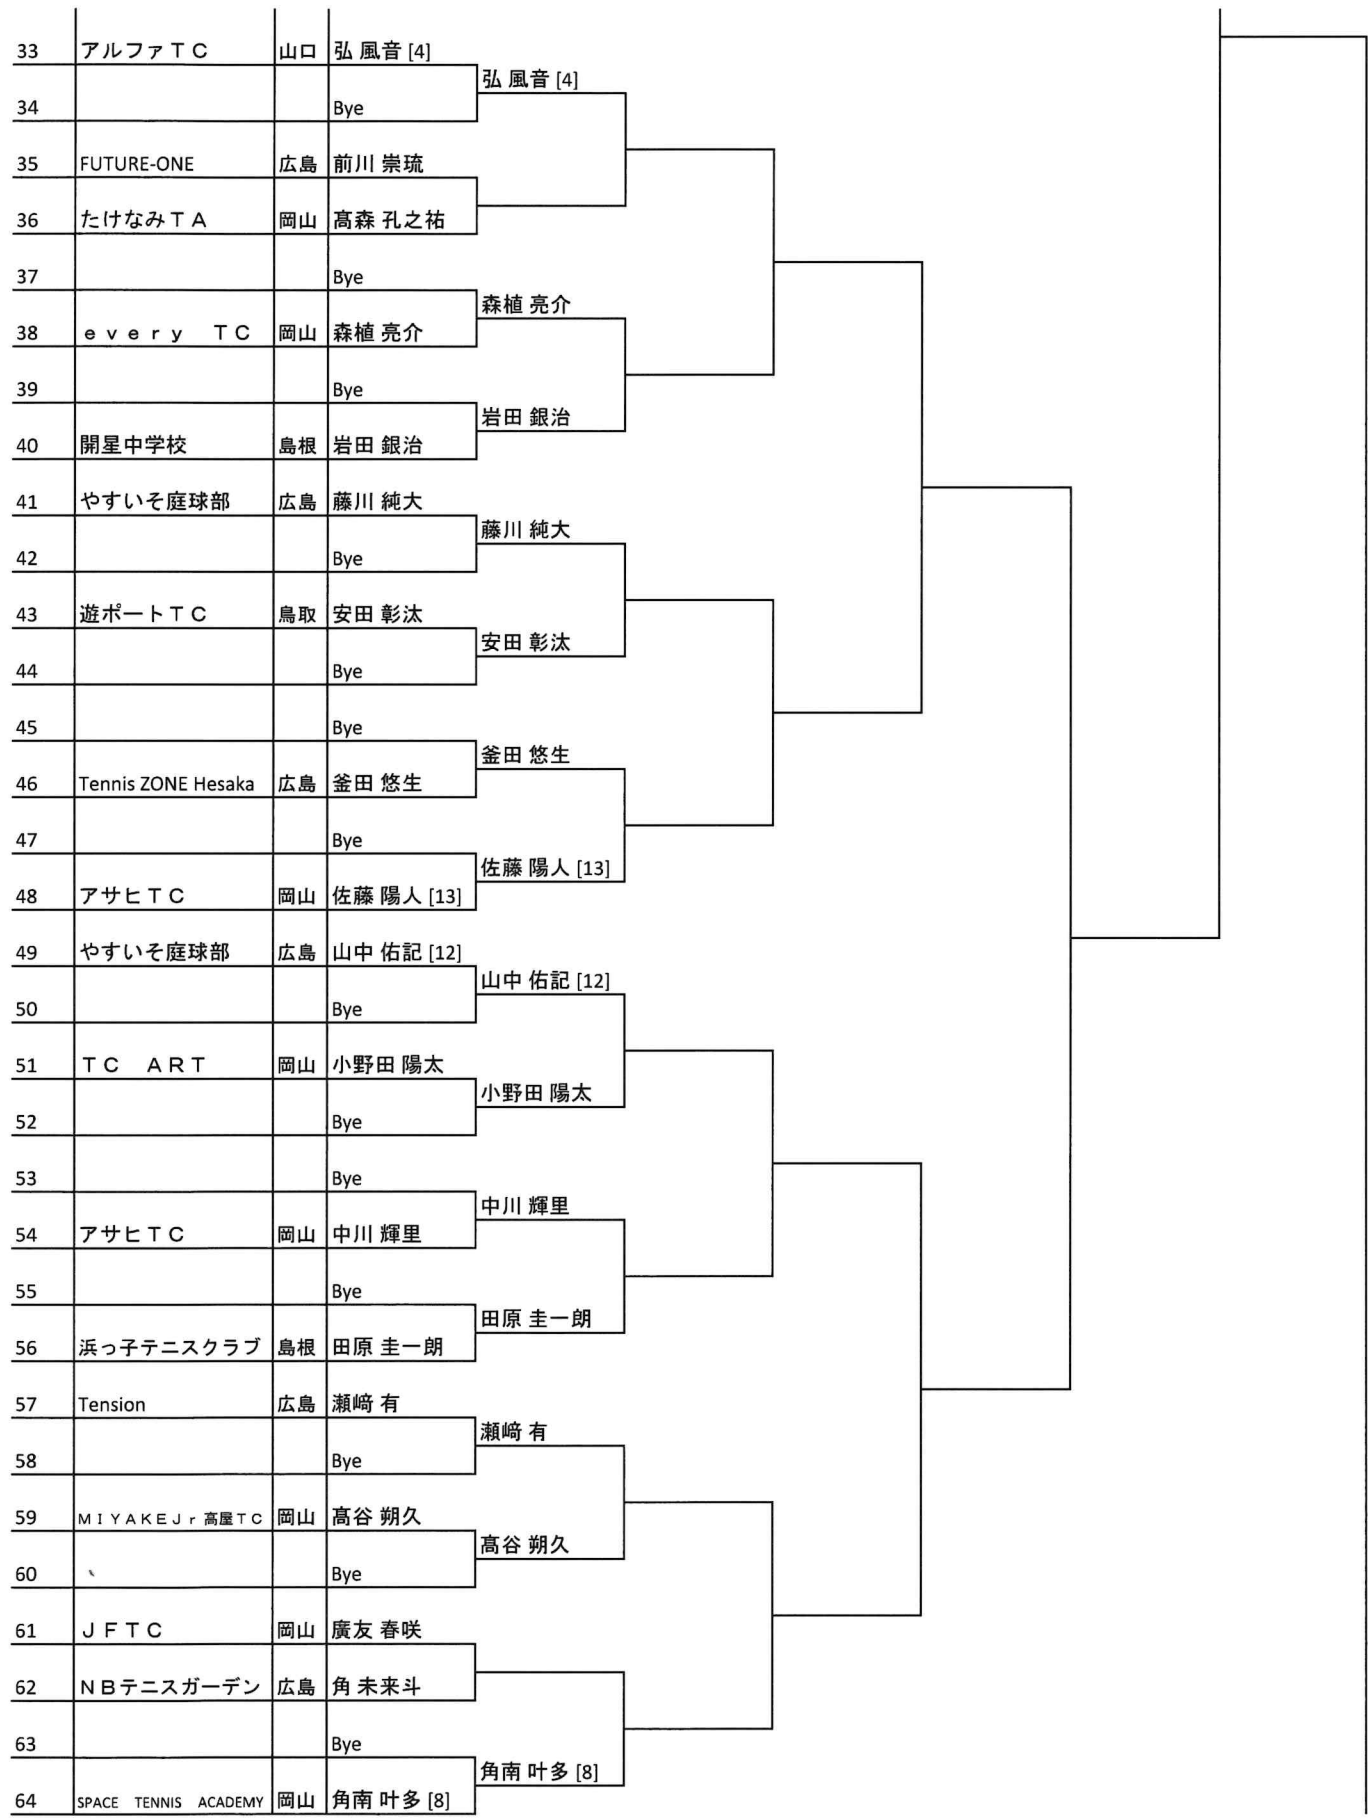 33 アルファＴＣ 山口 弘 風音 [4]
弘 風音 [4]
34 Bye
35 FUTURE-ONE 広島 前川 崇琉
36 たけなみＴＡ 岡山 髙森 孔之祐
37 Bye
森植 亮介
38 ｅｖｅｒｙ　ＴＣ 岡山 森植 亮介
39 Bye
岩田 銀治
40 開星中学校 島根 岩田 銀治
41 やすいそ庭球部 広島 藤川 純大
藤川 純大
42 Bye
43 遊ポートＴＣ 鳥取 安田 彰汰
安田 彰汰
44 Bye
45 Bye
釜田 悠生
46 Tennis ZONE Hesaka 広島 釜田 悠生
47 Bye
佐藤 陽人 [13]
48 アサヒＴＣ 岡山 佐藤 陽人 [13]
49 やすいそ庭球部 広島 山中 佑記 [12]
山中 佑記 [12]
50 Bye
51 ＴＣ　ＡＲＴ 岡山 小野田 陽太
小野田 陽太
52 Bye
53 Bye
中川 輝里
54 アサヒＴＣ 岡山 中川 輝里
55 Bye
田原 圭一朗
56 浜っ子テニスクラブ 島根 田原 圭一朗
57 Tension 広島 瀬﨑 有
瀬﨑 有
58 Bye
59 ＭＩＹＡＫＥＪｒ高屋ＴＣ 岡山 髙谷 朔久
髙谷 朔久
60 Bye
61 ＪＦＴＣ 岡山 廣友 春咲
62 ＮＢテニスガーデン 広島 角 未来斗
63 Bye
角南 叶多 [8]
64 SPACE　TENNIS　ACADEMY 岡山 角南 叶多 [8]